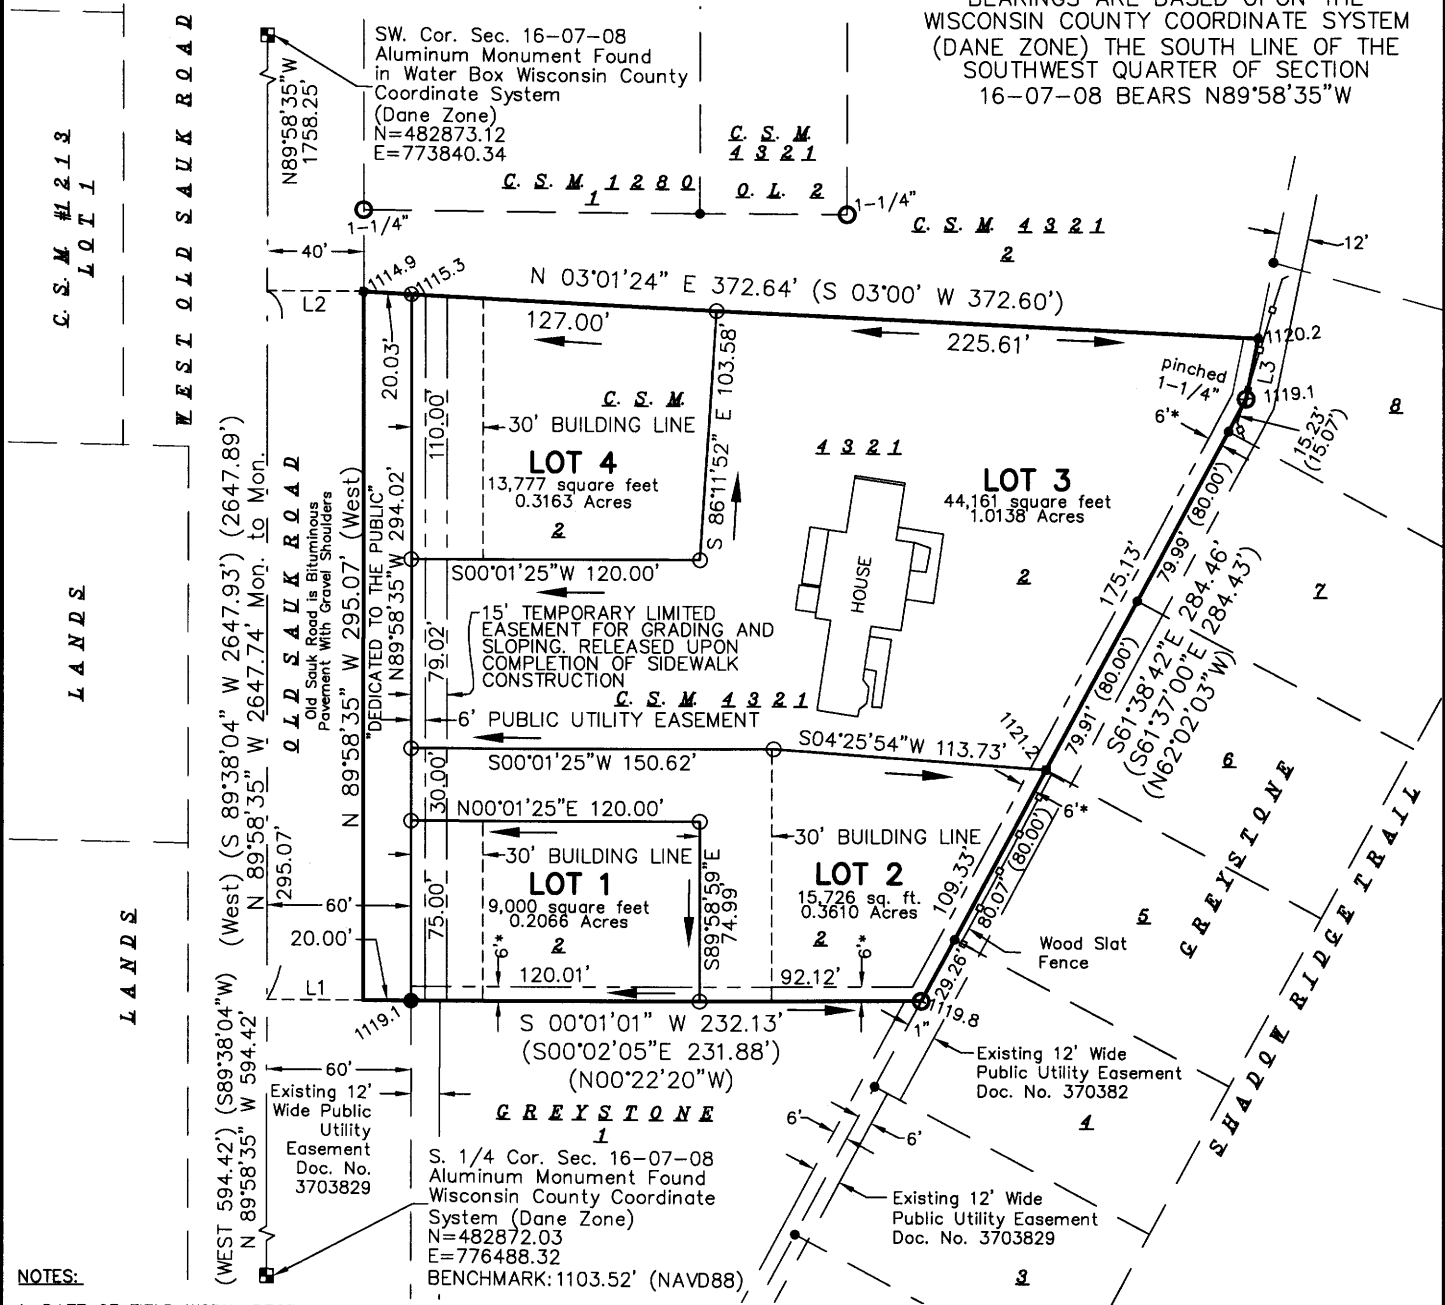 BEARINGS ARE BASED UPON THE
WISCONSIN COUNTY COORDINATE SYSTEM
(DANE ZONE) THE SOUTH LINE OF THE
SOUTHWEST QUARTER OF SECTION
16-07-08 BEARS N89°58'35"W
SW. Cor. Sec. 16-07-08
Aluminum Monument Found
in Water Box Wisconsin County
Coordinate System
(Dane Zone)
N=482873.12
E=773840.34
N89°58'35"W
1758.25'
C. S. M. #1213
LOT 1
WEST OLD SAUK ROAD
C. S. M. 1280
1
C. S. M.
4321
O. L. 2
1-1/4"
1-1/4"
C. S. M. 4321
2
12'
40'
L2
1114.9
1115.3
N 03°01'24" E 372.64' (S 03°00' W 372.60')
127.00'
225.61'
1120.2
L3
pinched
1-1/4"
1119.1
6'*
15.23'
(15.07')
8
20.03'
110.00'
S 86°11'52" E 103.58'
C. S. M.
4321
30' BUILDING LINE
LOT 4
13,777 square feet
0.3163 Acres
2
LOT 3
44,161 square feet
1.0138 Acres
2
HOUSE
S00°01'25"W 120.00'
15' TEMPORARY LIMITED
EASEMENT FOR GRADING AND
SLOPING. RELEASED UPON
COMPLETION OF SIDEWALK
CONSTRUCTION
C. S. M. 4321
6' PUBLIC UTILITY EASEMENT
79.02'
N89°58'35"W 294.02'
"DEDICATED TO THE PUBLIC"
N 89°58'35" W 295.07' (West)
Old Sauk Road is Bituminous
Pavement With Gravel Shoulders
OLD SAUK ROAD
N 89°58'35" W 2647.74' Mon. to Mon.
(West) (S 89°38'04" W 2647.93') (2647.89')
295.07'
LANDS
LANDS
175.13'
79.99' (80.00')
7
S61°38'42"E 284.46'
(S61°37'00"E 284.43')
(N62°02'03"W)
79.91' (80.00')
6
1121.2
S04°25'54"W 113.73'
S00°01'25"W 150.62'
30.00'
N00°01'25"E 120.00'
30' BUILDING LINE
LOT 1
9,000 square feet
0.2066 Acres
2
75.00'
S89°58'59"E
74.99'
30' BUILDING LINE
LOT 2
15,726 sq. ft.
0.3610 Acres
2
109.33'
80.07' (80.00')
6'*
5
GREYSTONE
SHADOW RIDGE TRAIL
Wood Slat
Fence
29.26'
60'
20.00'
L1
1119.1
6'*
120.01'
92.12'
6'*
1119.8
1"
S 00°01'01" W 232.13'
(S00°02'05"E 231.88')
(N00°22'20"W)
GREYSTONE
1
Existing 12' Wide
Public Utility Easement
Doc. No. 370382
4
6'
6'
Existing 12' Wide
Public Utility Easement
Doc. No. 3703829
3
60'
Existing 12'
Wide Public
Utility
Easement
Doc. No.
3703829
(WEST 594.42') (S89°38'04"W)
N 89°58'35" W 594.42'
S. 1/4 Cor. Sec. 16-07-08
Aluminum Monument Found
Wisconsin County Coordinate
System (Dane Zone)
N=482872.03
E=776488.32
BENCHMARK: 1103.52' (NAVD88)
NOTES: